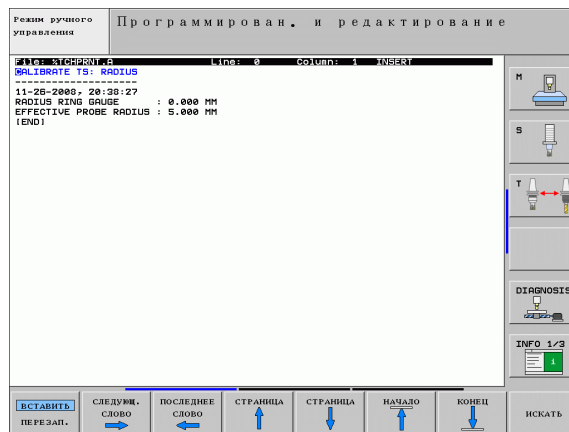 Режим ручного
управления
Программирован. и редактирование
File: %TCHPRNT.A Line: 0 Column: 1 INSERT
CALIBRATE TS: RADIUS
--------------------
11-26-2008, 20:38:27
RADIUS RING GAUGE : 0.000 MM
EFFECTIVE PROBE RADIUS : 5.000 MM
[END]
M
S
T
DIAGNOSIS
INFO 1/3
i
ВСТАВИТЬ
ПЕРЕЗАП.
СЛЕДУЮЩ.
СЛОВО
ПОСЛЕДНЕЕ
СЛОВО
СТРАНИЦА
СТРАНИЦА
НАЧАЛО
КОНЕЦ
ИСКАТЬ